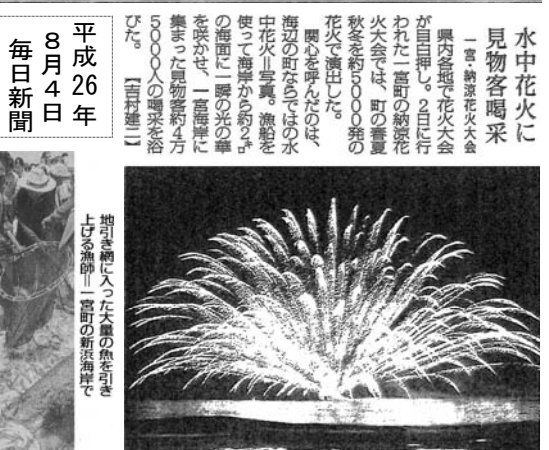 水中花火に
見物客喝采
一宮・納涼花火大会
県内各地で花火大会
が目白押し。2日に行
われた一宮町の納涼花
火大会では、町の春夏
秋冬を約5000発の
花火で演出した。
関心を呼んだのは、
海辺の町ならではの水
中花火＝写真。漁船を
使って海岸から約2㌔
の海面に一瞬の光の華
を咲かせ、一宮海岸に
集まった見物客約4万
5000人の喝采を浴
びた。【吉村建二】
平成26年
8月4日
毎日新聞
地引き網に入った大量の魚を引き
上げる漁師＝一宮町の新浜海岸で